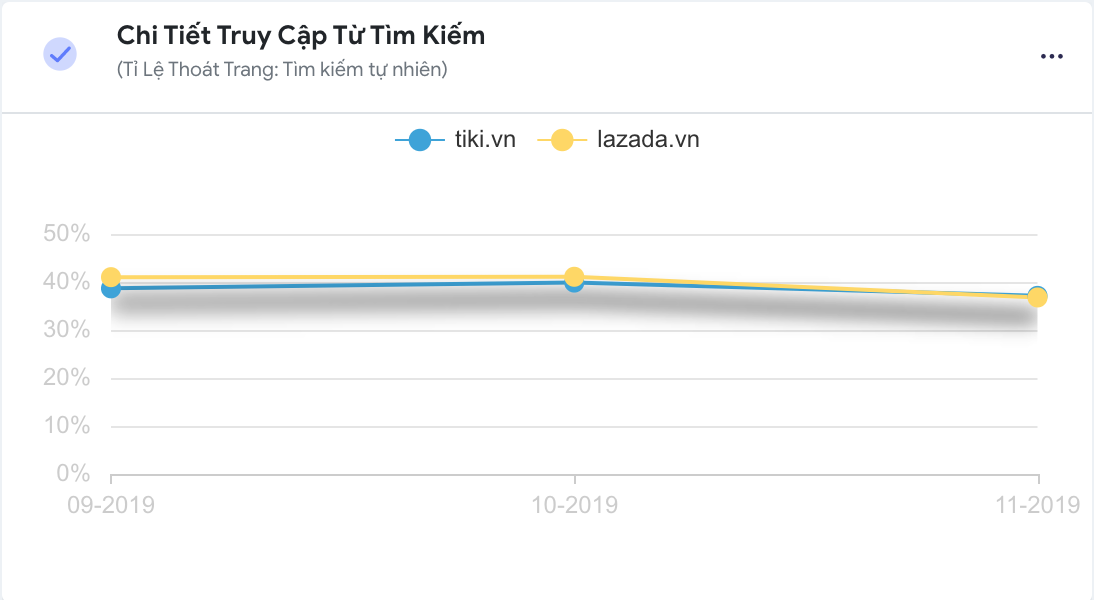 Chi Tiết Truy Cập Từ Tìm Kiếm
(Tỉ Lệ Thoát Trang: Tìm kiếm tự nhiên)
tiki.vn lazada.vn
50%
40%
30%
20%
10%
0%
09-2019 10-2019 11-2019